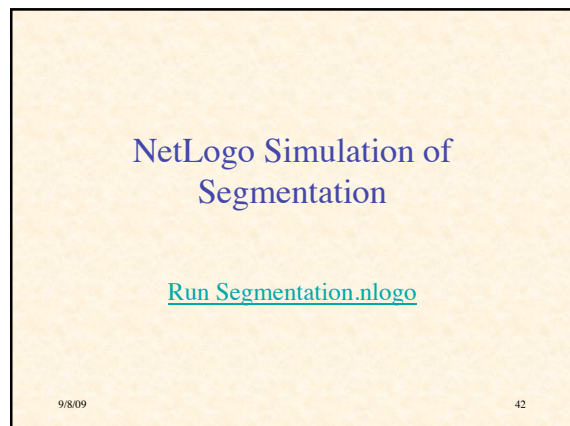 NetLogo Simulation of
Segmentation
Run Segmentation.nlogo
9/8/09
42